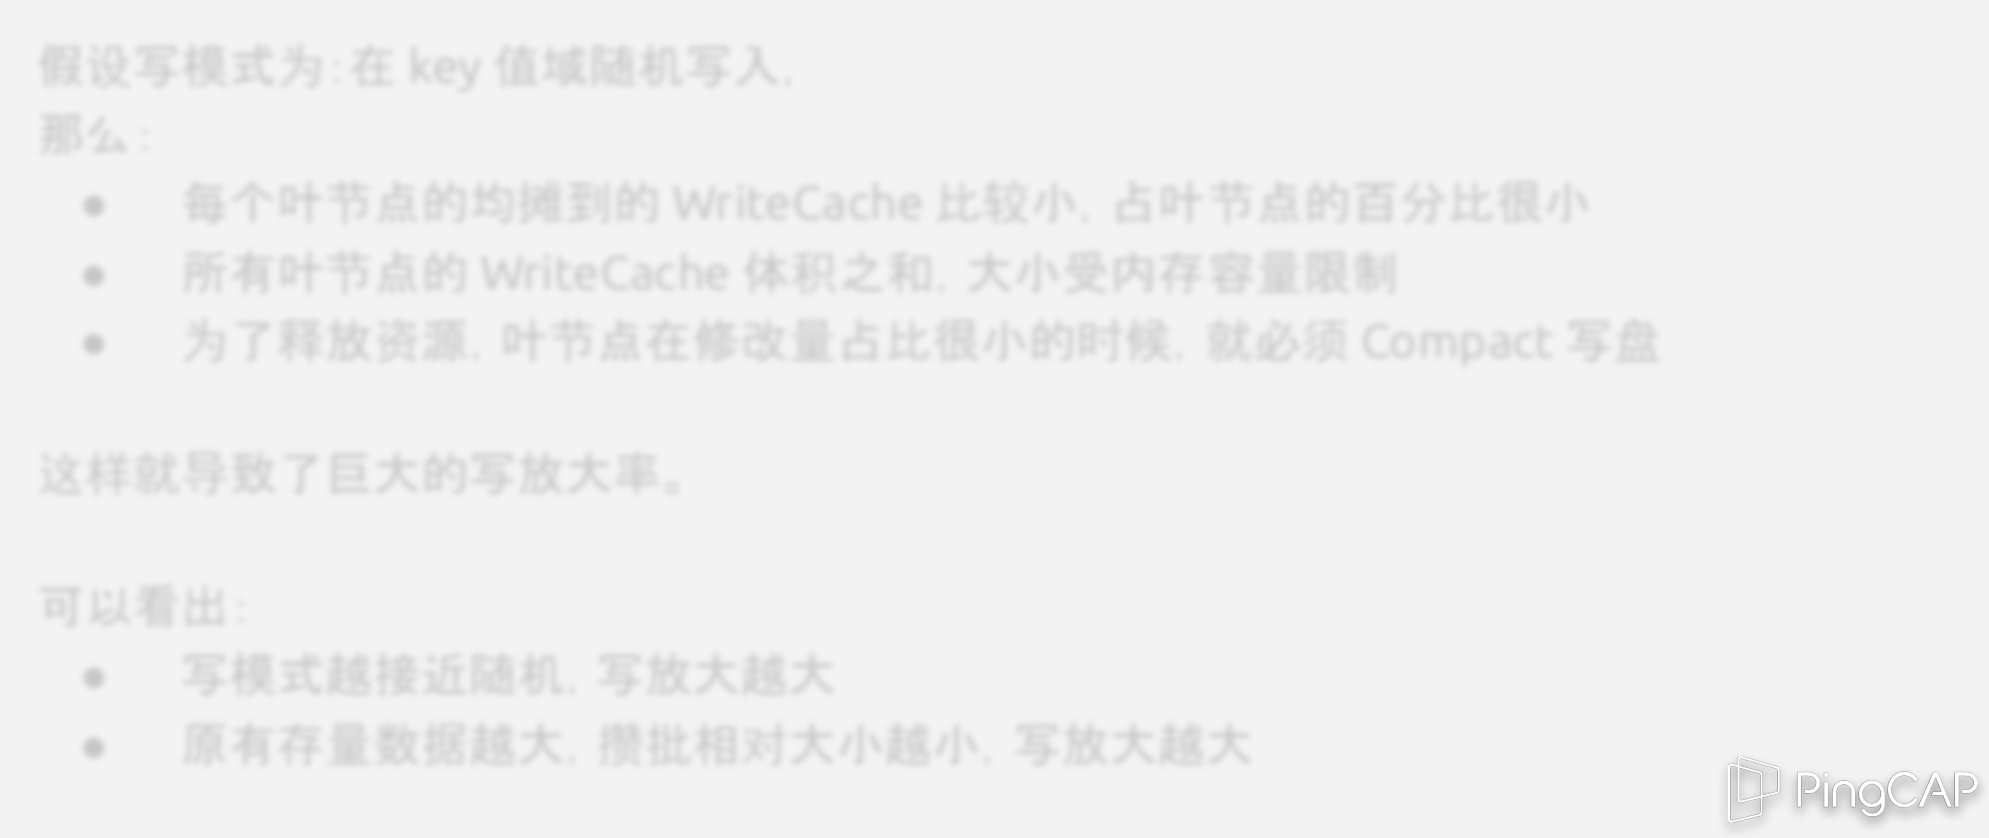 假设写模式为：在 key 值域随机写入，
那么：
● 每个叶节点的均摊到的 WriteCache 比较小，占叶节点的百分比很小
● 所有叶节点的 WriteCache 体积之和，大小受内存容量限制
● 为了释放资源，叶节点在修改量占比很小的时候，就必须 Compact 写盘
这样就导致了巨大的写放大率。
可以看出：
● 写模式越接近随机，写放大越大
● 原有存量数据越大，攒批相对大小越小，写放大越大
PingCAP